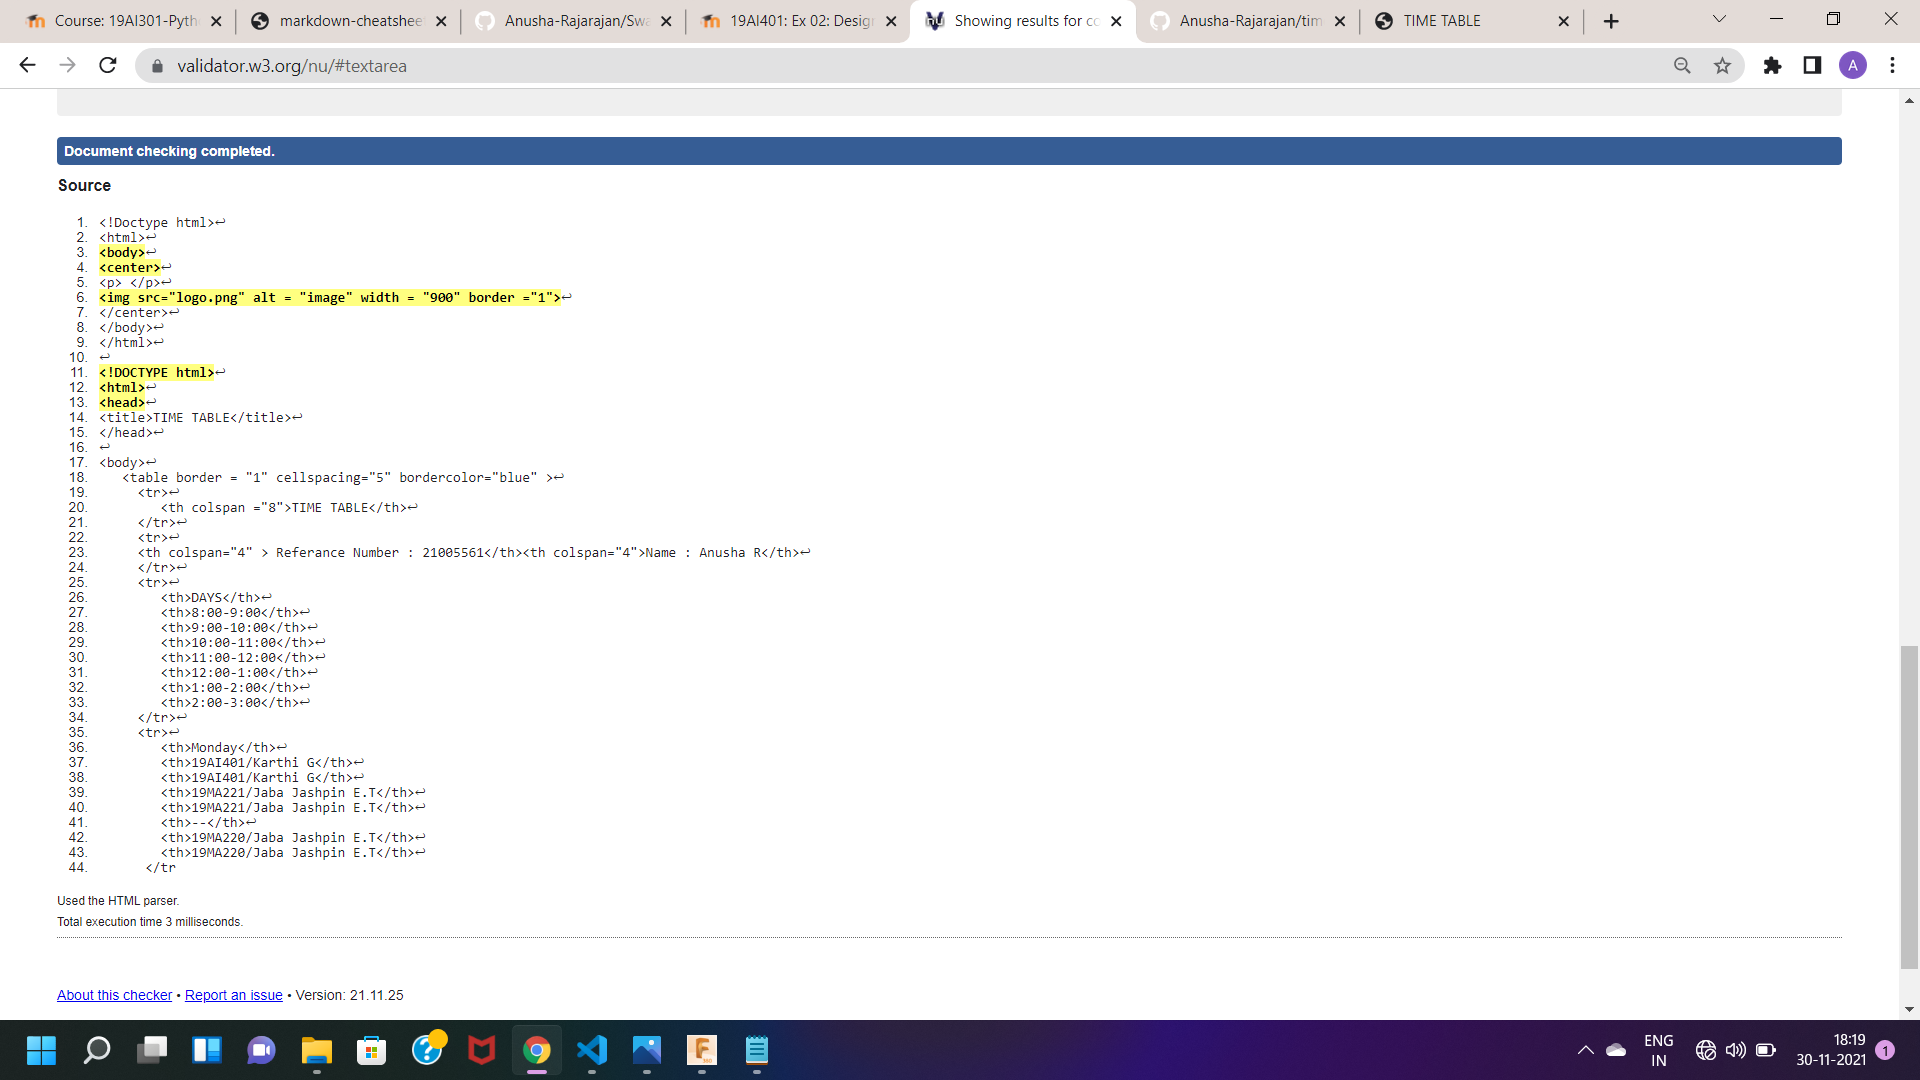 Course: 19AI301-Pyth
markdown-cheatsheet
Anusha-Rajarajan/Swa
19AI401: Ex 02: Design
Showing results for co
Anusha-Rajarajan/tim
TIME TABLE
validator.w3.org/nu/#textarea
A
Document checking completed.
Source
1. <!Doctype html>↩
2. <html>↩
3. <body>↩
4. <center>↩
5. <p> </p>↩
6. <img src="logo.png" alt = "image" width = "900" border ="1">↩
7. </center>↩
8. </body>↩
9. </html>↩
10. ↩
11. <!DOCTYPE html>↩
12. <html>↩
13. <head>↩
14. <title>TIME TABLE</title>↩
15. </head>↩
16. ↩
17. <body>↩
18. <table border = "1" cellspacing="5" bordercolor="blue" >↩
19. <tr>↩
20. <th colspan ="8">TIME TABLE</th>↩
21. </tr>↩
22. <tr>↩
23. <th colspan="4" > Referance Number : 21005561</th><th colspan="4">Name : Anusha R</th>↩
24. </tr>↩
25. <tr>↩
26. <th>DAYS</th>↩
27. <th>8:00-9:00</th>↩
28. <th>9:00-10:00</th>↩
29. <th>10:00-11:00</th>↩
30. <th>11:00-12:00</th>↩
31. <th>12:00-1:00</th>↩
32. <th>1:00-2:00</th>↩
33. <th>2:00-3:00</th>↩
34. </tr>↩
35. <tr>↩
36. <th>Monday</th>↩
37. <th>19AI401/Karthi G</th>↩
38. <th>19AI401/Karthi G</th>↩
39. <th>19MA221/Jaba Jashpin E.T</th>↩
40. <th>19MA221/Jaba Jashpin E.T</th>↩
41. <th>--</th>↩
42. <th>19MA220/Jaba Jashpin E.T</th>↩
43. <th>19MA220/Jaba Jashpin E.T</th>↩
44. </tr
Used the HTML parser.
Total execution time 3 milliseconds.
About this checker • Report an issue • Version: 21.11.25
ENG
IN
18:19
30-11-2021
1